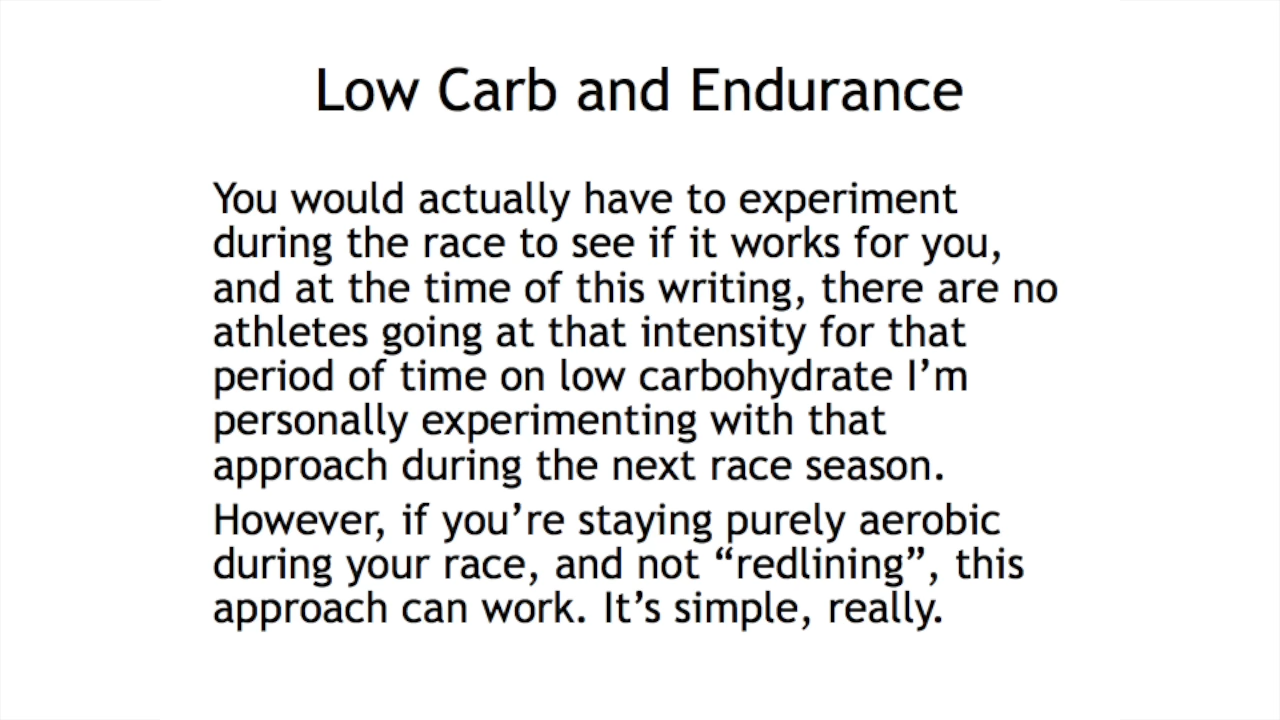 Low Carb and Endurance
You would actually have to experiment
during the race to see if it works for you,
and at the time of this writing, there are no
athletes going at that intensity for that
period of time on low carbohydrate I’m
personally experimenting with that
approach during the next race season.
However, if you’re staying purely aerobic
during your race, and not “redlining”, this
approach can work. It’s simple, really.